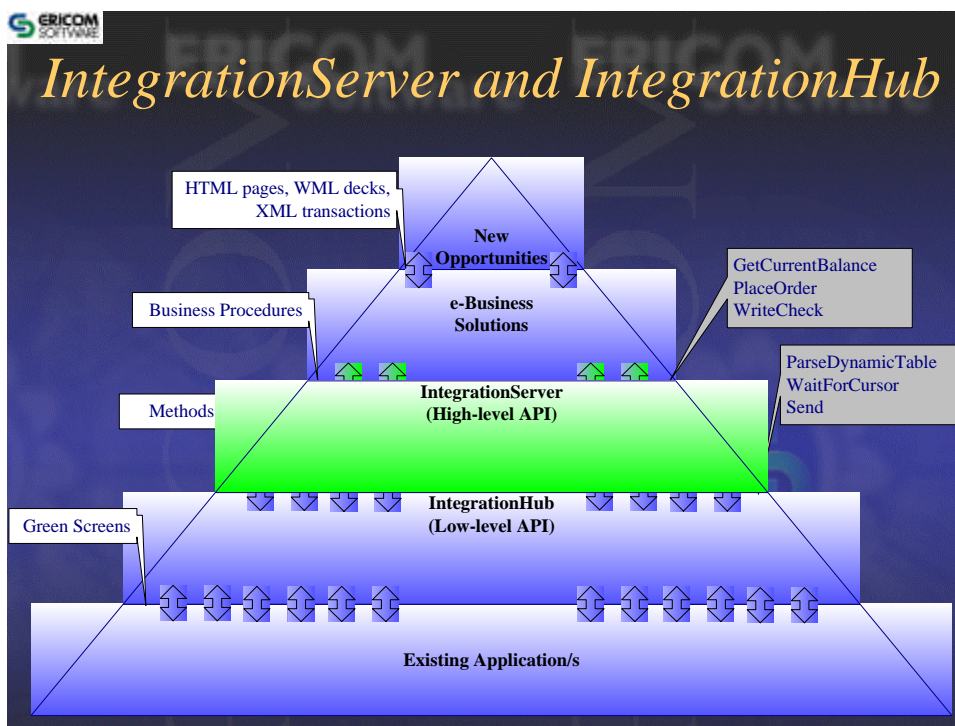 ERICOM
SOFTWARE
IntegrationServer and IntegrationHub
HTML pages, WML decks,
XML transactions
New
Opportunities
GetCurrentBalance
PlaceOrder
WriteCheck
Business Procedures
e-Business
Solutions
ParseDynamicTable
WaitForCursor
Send
Methods
IntegrationServer
(High-level API)
Green Screens
IntegrationHub
(Low-level API)
Existing Application/s